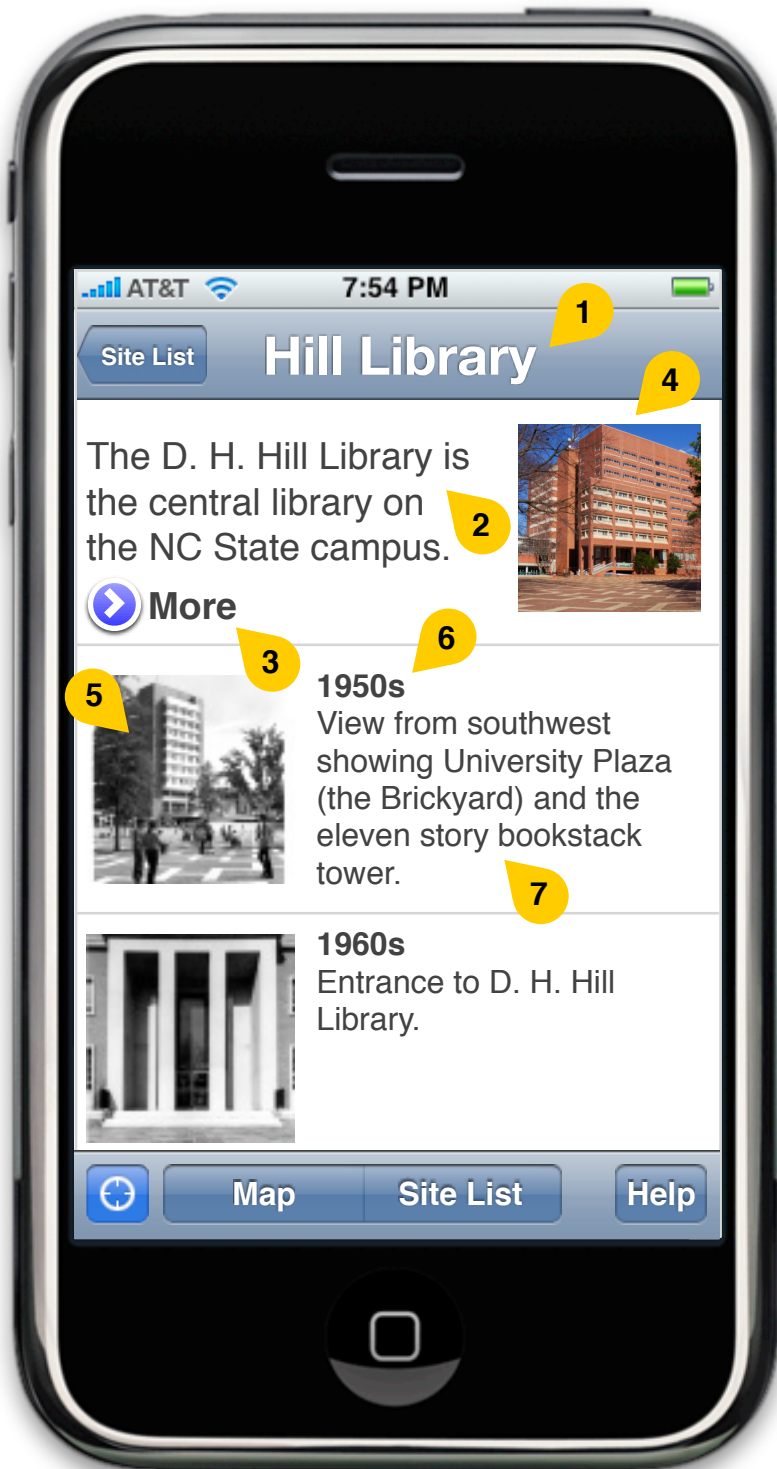 AT&T 7:54 PM
1
Site List Hill Library
4
The D. H. Hill Library is
the central library on
2
the NC State campus.
More
3
6
5
1950s
View from southwest
showing University Plaza
(the Brickyard) and the
eleven story bookstack
tower.
7
1960s
Entrance to D. H. Hill
Library.
Map Site List Help